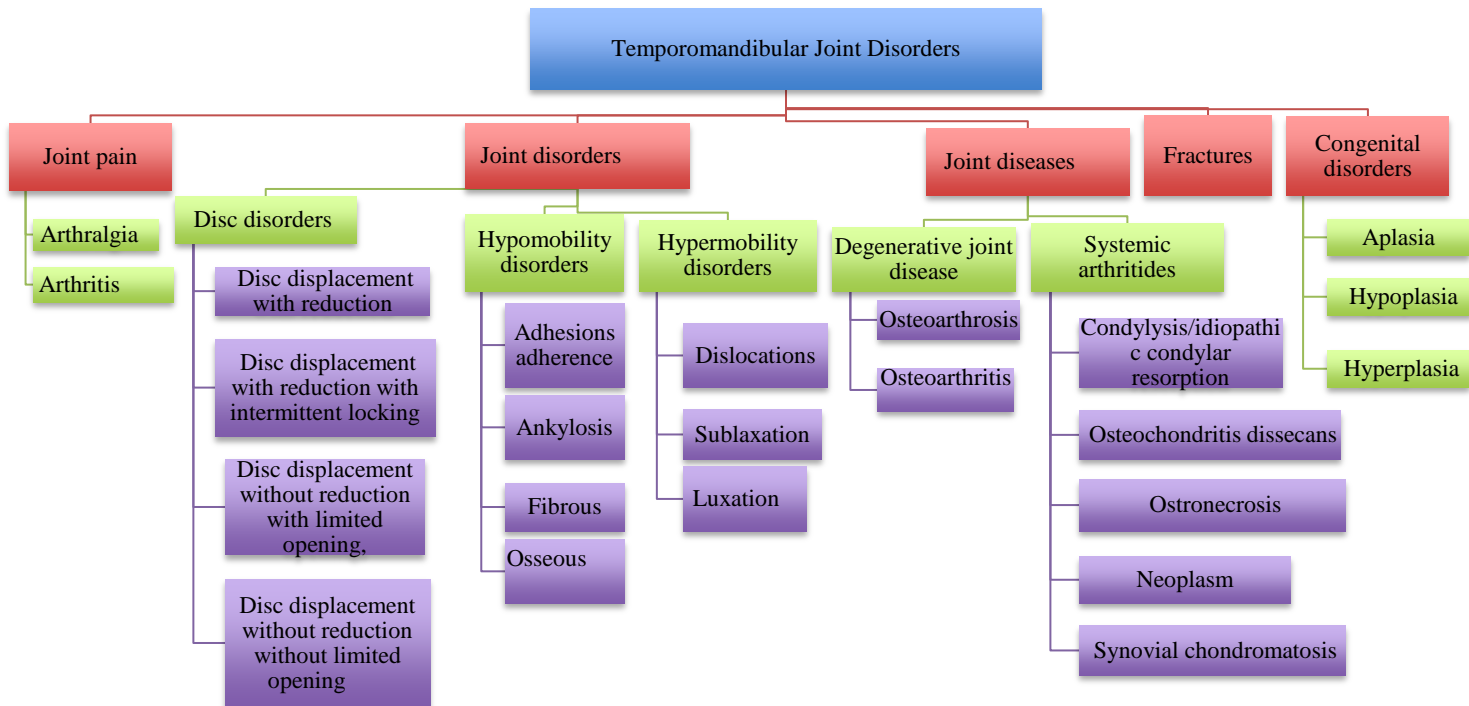 Temporomandibular Joint Disorders
Joint pain
Arthralgia
Arthritis
Joint disorders
Disc disorders
Disc displacement
with reduction
Disc displacement
with reduction with
intermittent locking
Disc displacement
without reduction
with limited
opening,
Disc displacement
without reduction
without limited
opening
Hypomobility
disorders
Adhesions
adherence
Ankylosis
Fibrous
Osseous
Hypermobility
disorders
Dislocations
Sublaxation
Luxation
Joint diseases
Degenerative joint
disease
Osteoarthrosis
Osteoarthritis
Systemic
arthritides
Condylysis/idiopathi
c condylar
resorption
Osteochondritis dissecans
Ostronecrosis
Neoplasm
Synovial chondromatosis
Fractures
Congenital
disorders
Aplasia
Hypoplasia
Hyperplasia